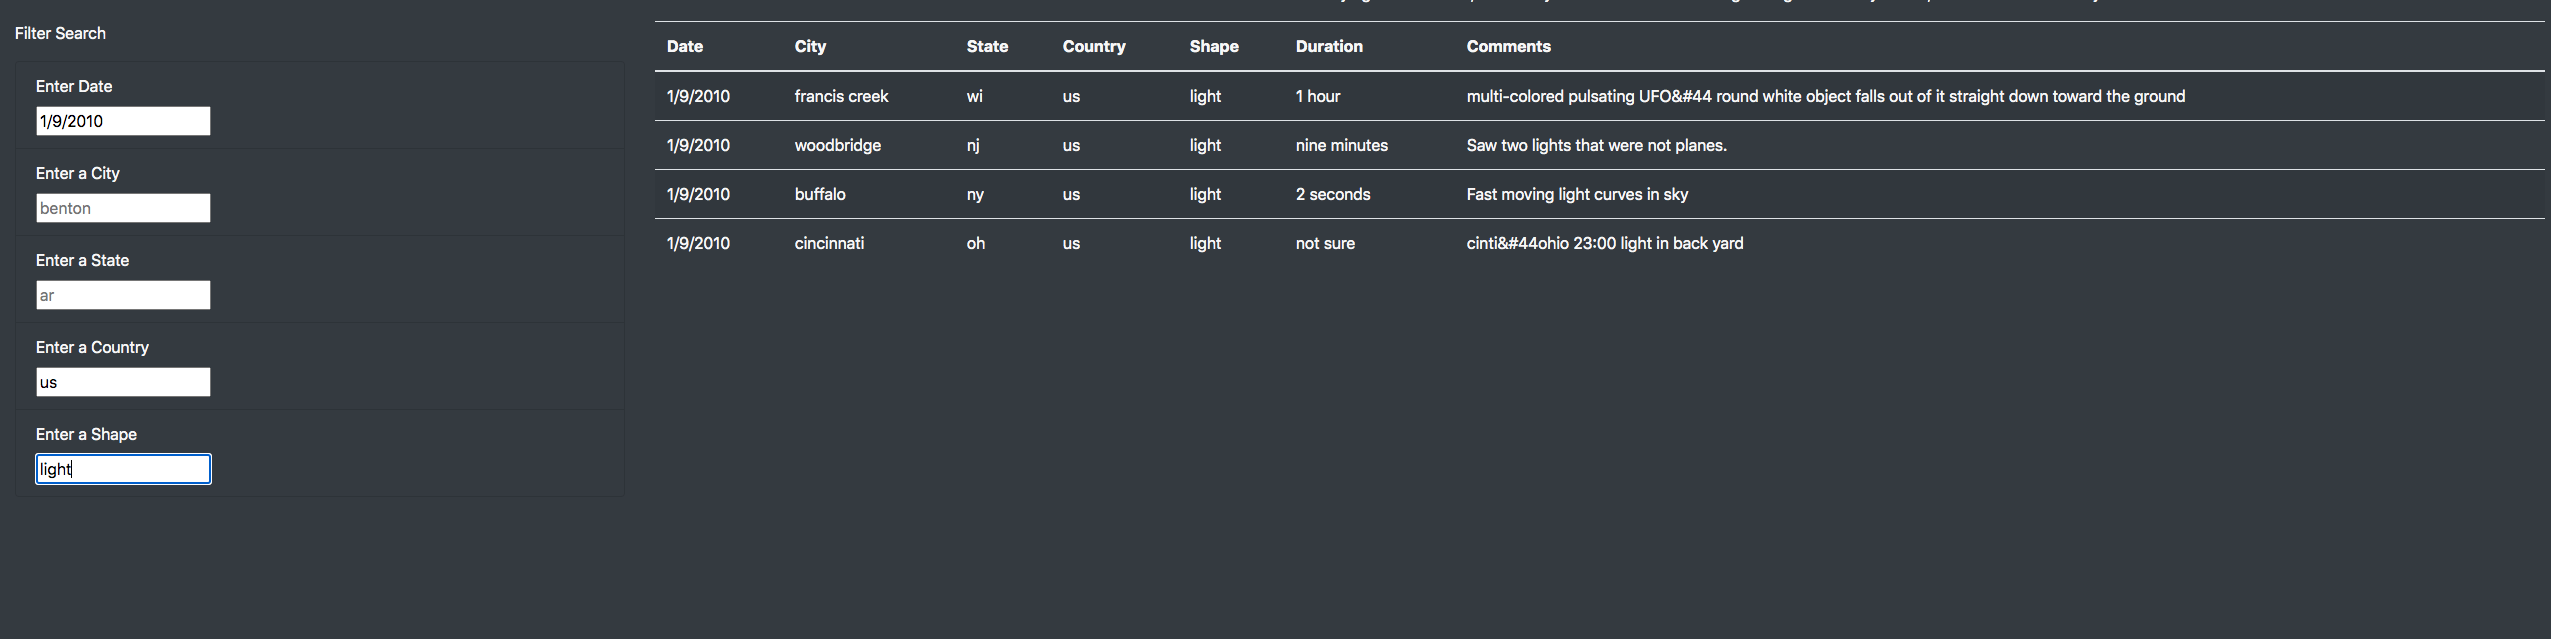 Filter Search
Enter Date
1/9/2010
Enter a City
benton
Enter a State
ar
Enter a Country
us
Enter a Shape
light
Date City State Country Shape Duration Comments
1/9/2010 francis creek wi us light 1 hour multi-colored pulsating UFO&#44 round white object falls out of it straight down toward the ground
1/9/2010 woodbridge nj us light nine minutes Saw two lights that were not planes.
1/9/2010 buffalo ny us light 2 seconds Fast moving light curves in sky
1/9/2010 cincinnati oh us light not sure cinti&#44ohio 23:00 light in back yard